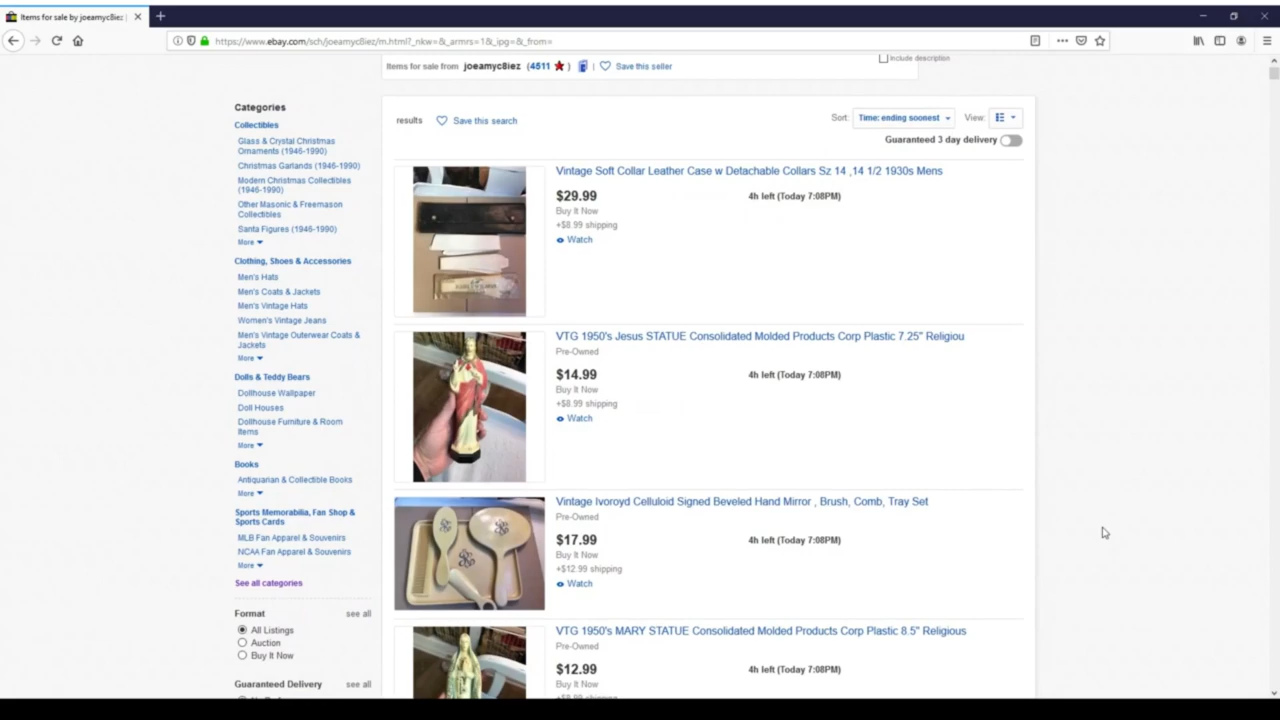 Items for sale by joeamyc8iez |
https://www.ebay.com/sch/joeamyc8iez/m.html?_nkw=&_armrs=1&_ipg=&_from=
Items for sale from joeamyc8iez (4511 ) | Save this seller
Include description
Categories
Collectibles
Glass & Crystal Christmas
Ornaments (1946-1990)
Christmas Garlands (1946-1990)
Modern Christmas Collectibles
(1946-1990)
Other Masonic & Freemason
Collectibles
Santa Figures (1946-1990)
More
Clothing, Shoes & Accessories
Men's Hats
Men's Coats & Jackets
Men's Vintage Hats
Women's Vintage Jeans
Men's Vintage Outerwear Coats &
Jackets
More
Dolls & Teddy Bears
Dollhouse Wallpaper
Doll Houses
Dollhouse Furniture & Room
Items
More
Books
Antiquarian & Collectible Books
More
Sports Memorabilia, Fan Shop &
Sports Cards
MLB Fan Apparel & Souvenirs
NCAA Fan Apparel & Souvenirs
More
See all categories
Format see all
All Listings
Auction
Buy It Now
Guaranteed Delivery see all
results Save this search
Sort: Time: ending soonest View:
Guaranteed 3 day delivery
Vintage Soft Collar Leather Case w Detachable Collars Sz 14 ,14 1/2 1930s Mens
$29.99 4h left (Today 7:08PM)
Buy It Now
+$8.99 shipping
Watch
VTG 1950's Jesus STATUE Consolidated Molded Products Corp Plastic 7.25" Religiou
Pre-Owned
$14.99 4h left (Today 7:08PM)
Buy It Now
+$8.99 shipping
Watch
Vintage Ivoroyd Celluloid Signed Beveled Hand Mirror , Brush, Comb, Tray Set
Pre-Owned
$17.99 4h left (Today 7:08PM)
Buy It Now
+$12.99 shipping
Watch
VTG 1950's MARY STATUE Consolidated Molded Products Corp Plastic 8.5" Religious
Pre-Owned
$12.99 4h left (Today 7:08PM)
Buy It Now
+$8.99 shipping